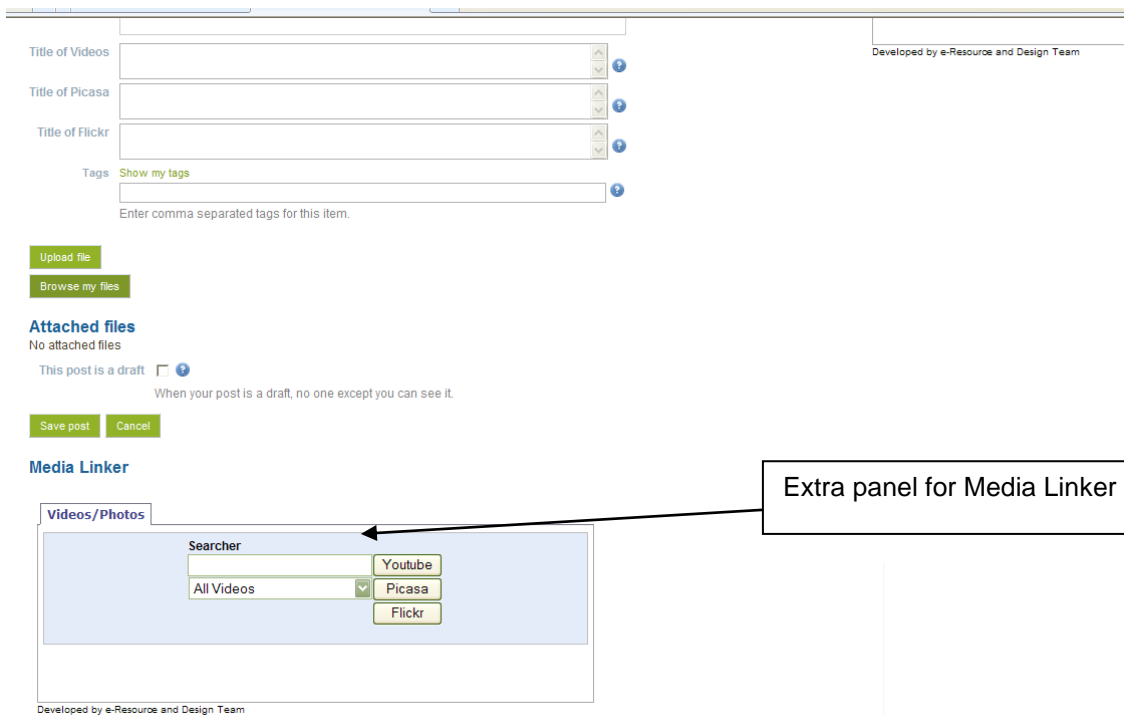 Title of Videos
Developed by e-Resource and Design Team
Title of Picasa
Title of Flickr
Tags Show my tags
Enter comma separated tags for this item.
Upload file
Browse my files
Attached files
No attached files
This post is a draft
When your post is a draft, no one except you can see it.
Save post Cancel
Media Linker
Extra panel for Media Linker
Videos/Photos
Searcher
Youtube
All Videos Picasa
Flickr
Developed by e-Resource and Design Team